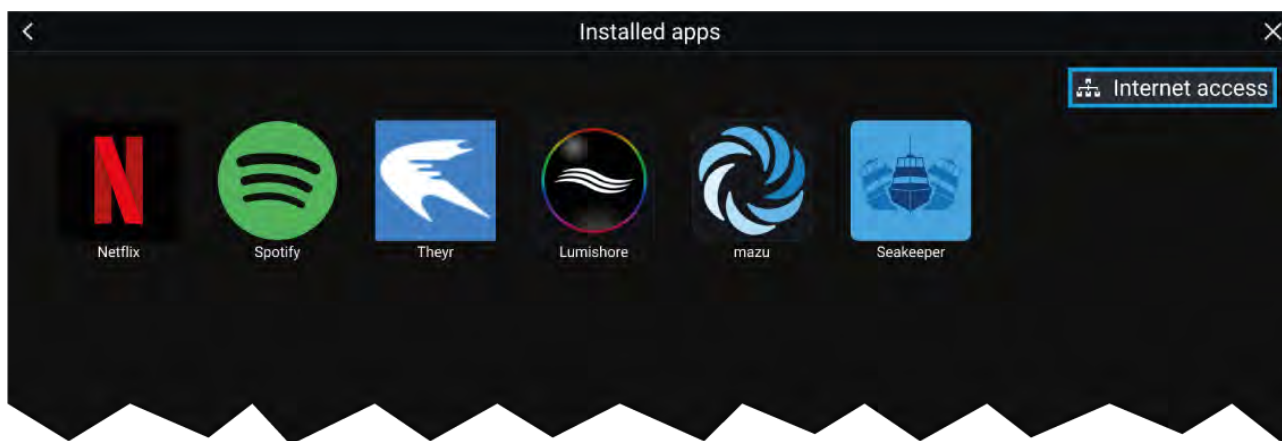 Installed apps
Internet access
N
Netflix
Spotify
Theyr
Lumishore
mazu
Seakeeper